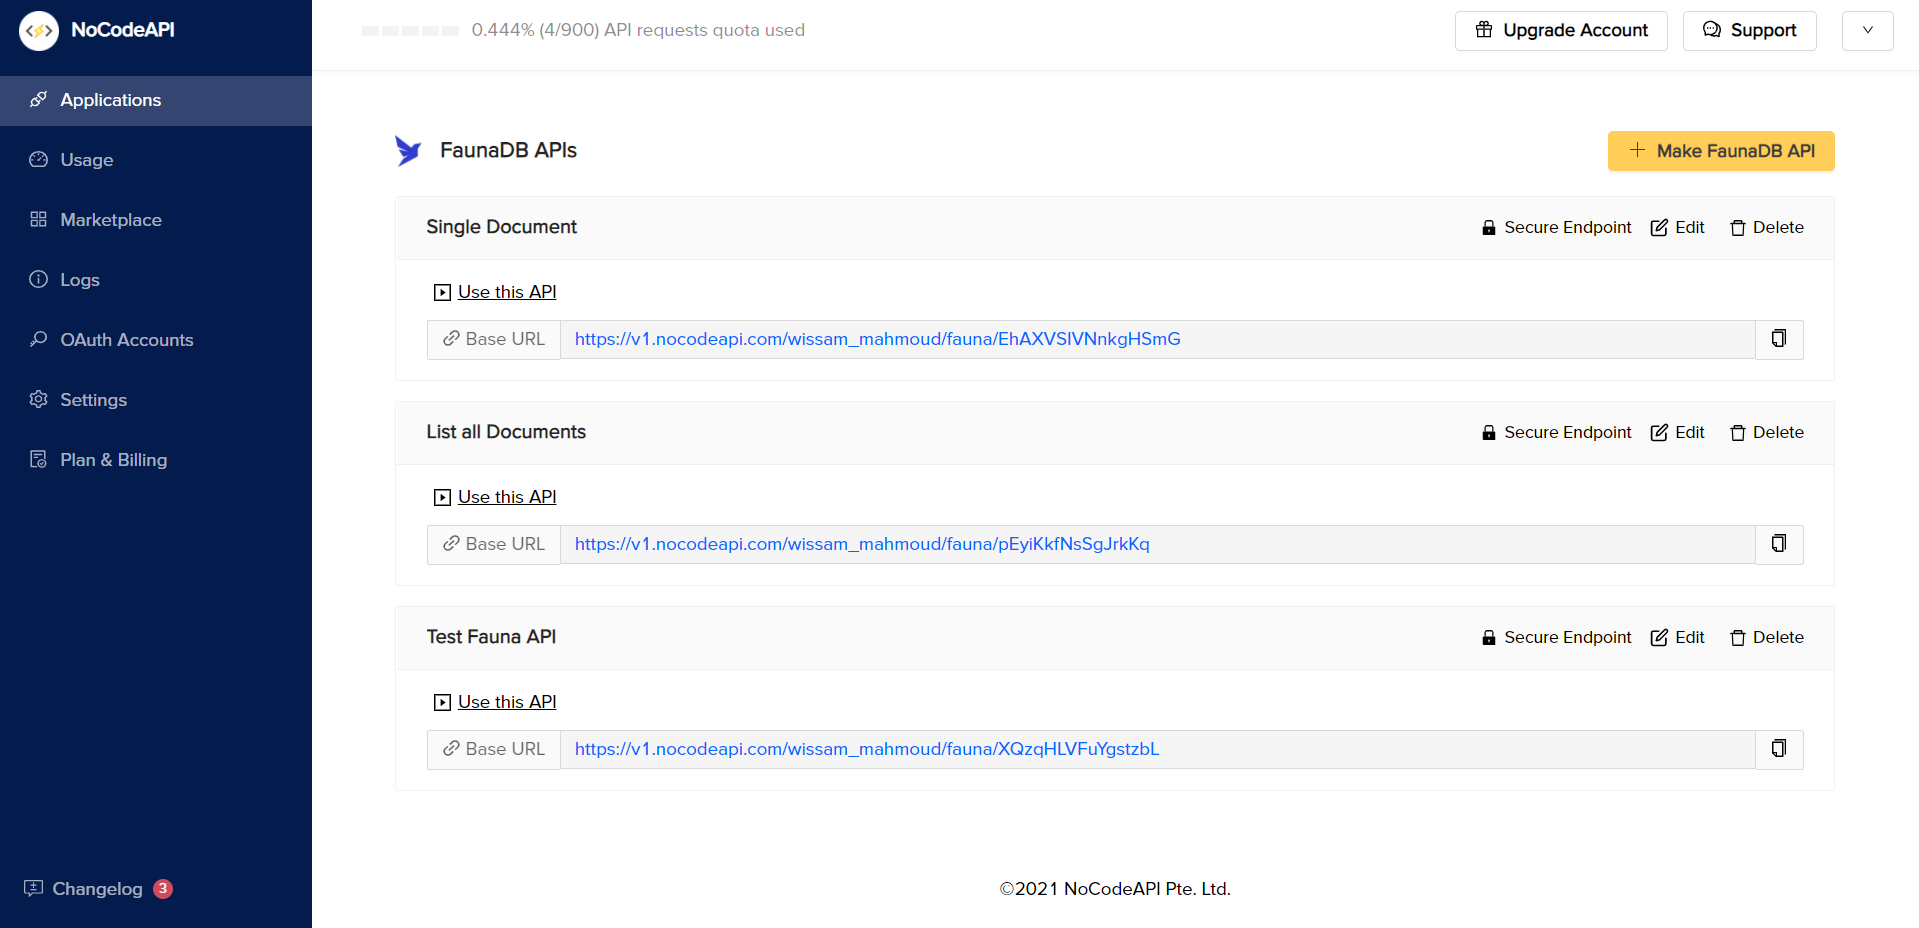 NoCodeAPI
0.444% (4/900) API requests quota used
Upgrade Account
Support
Applications
Usage
Marketplace
Logs
OAuth Accounts
Settings
Plan & Billing
Changelog 3
FaunaDB APIs
Make FaunaDB API
Single Document
Secure Endpoint
Edit
Delete
Use this API
Base URL
https://v1.nocodeapi.com/wissam_mahmoud/fauna/EhAXVSIVNnkgHSmG
List all Documents
Secure Endpoint
Edit
Delete
Use this API
Base URL
https://v1.nocodeapi.com/wissam_mahmoud/fauna/pEyiKkfNsSgJrkKq
Test Fauna API
Secure Endpoint
Edit
Delete
Use this API
Base URL
https://v1.nocodeapi.com/wissam_mahmoud/fauna/XQzqHLVFuYgstzbL
©2021 NoCodeAPI Pte. Ltd.